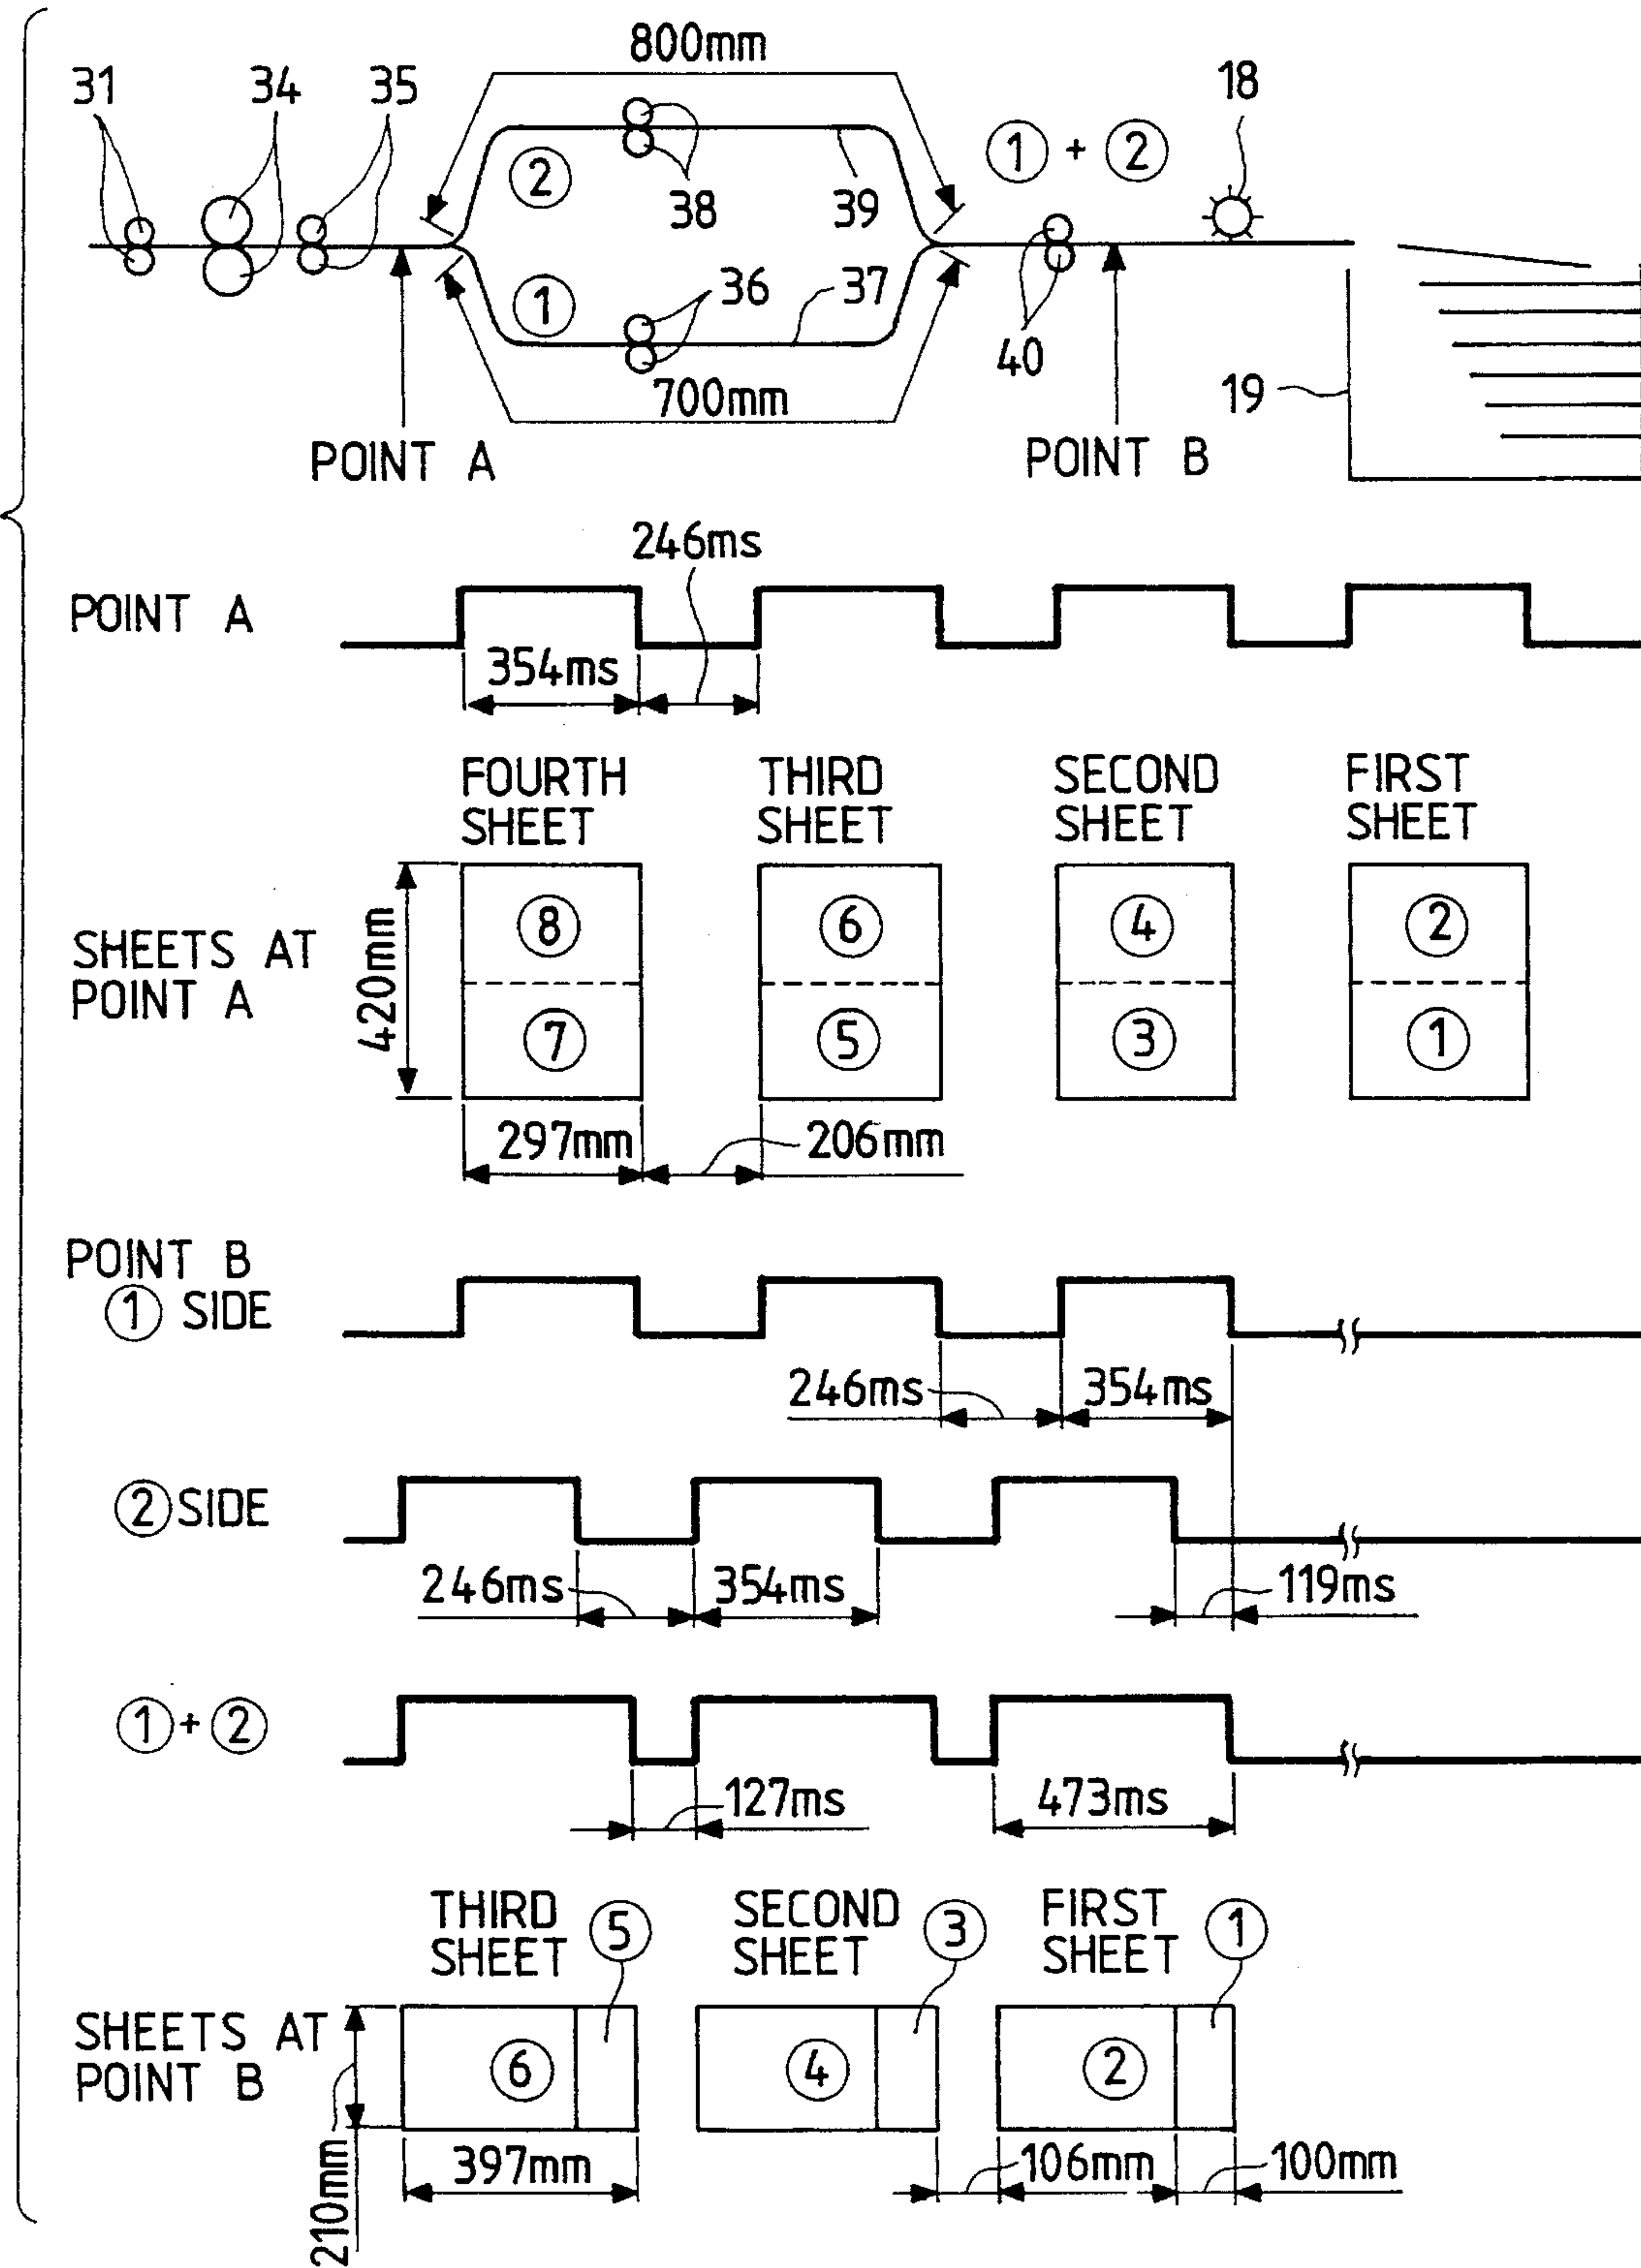 800mm
31
34
35
18
② 
① + ②
38
39
①
36
37
40
19
700mm
POINT A
POINT B
246ms
POINT A
354ms
FOURTH SHEET
THIRD SHEET
SECOND SHEET
FIRST SHEET
SHEETS AT POINT A
420mm
⑧
⑥
④
②
⑦
⑤
③
①
297mm
206mm
POINT B
① SIDE
246ms
354ms
② SIDE
246ms
354ms
119ms
① + ②
127ms
473ms
THIRD SHEET
⑤
SECOND SHEET
③
FIRST SHEET
①
SHEETS AT POINT B
⑥
④
②
210mm
397mm
106mm
100mm